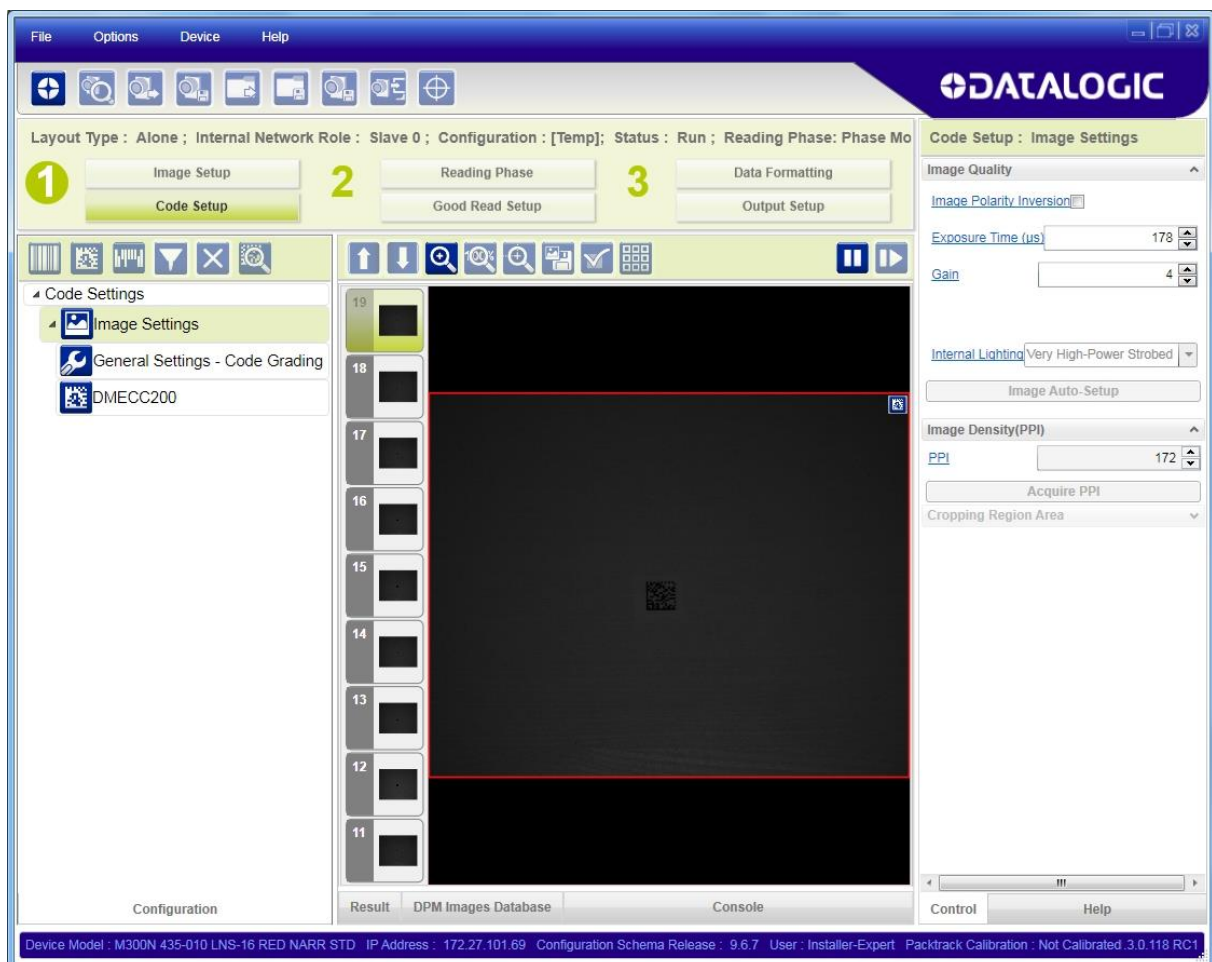 File Options Device Help
DATALOGIC
Layout Type : Alone ; Internal Network Role : Slave 0 ; Configuration : [Temp]; Status : Run ; Reading Phase: Phase Mo
1
Image Setup
Code Setup
2
Reading Phase
Good Read Setup
3
Data Formatting
Output Setup
Code Settings
Image Settings
General Settings - Code Grading
DMECC200
Configuration
100%
19
18
17
16
15
14
13
12
11
Result DPM Images Database Console
Code Setup : Image Settings
Image Quality
Image Polarity Inversion
Exposure Time (µs) 178
Gain 4
Internal Lighting Very High-Power Strobed
Image Auto-Setup
Image Density(PPI)
PPI 172
Acquire PPI
Cropping Region Area
Control Help
Device Model : M300N 435-010 LNS-16 RED NARR STD IP Address : 172.27.101.69 Configuration Schema Release : 9.6.7 User : Installer-Expert Packtrack Calibration : Not Calibrated .3.0.118 RC1